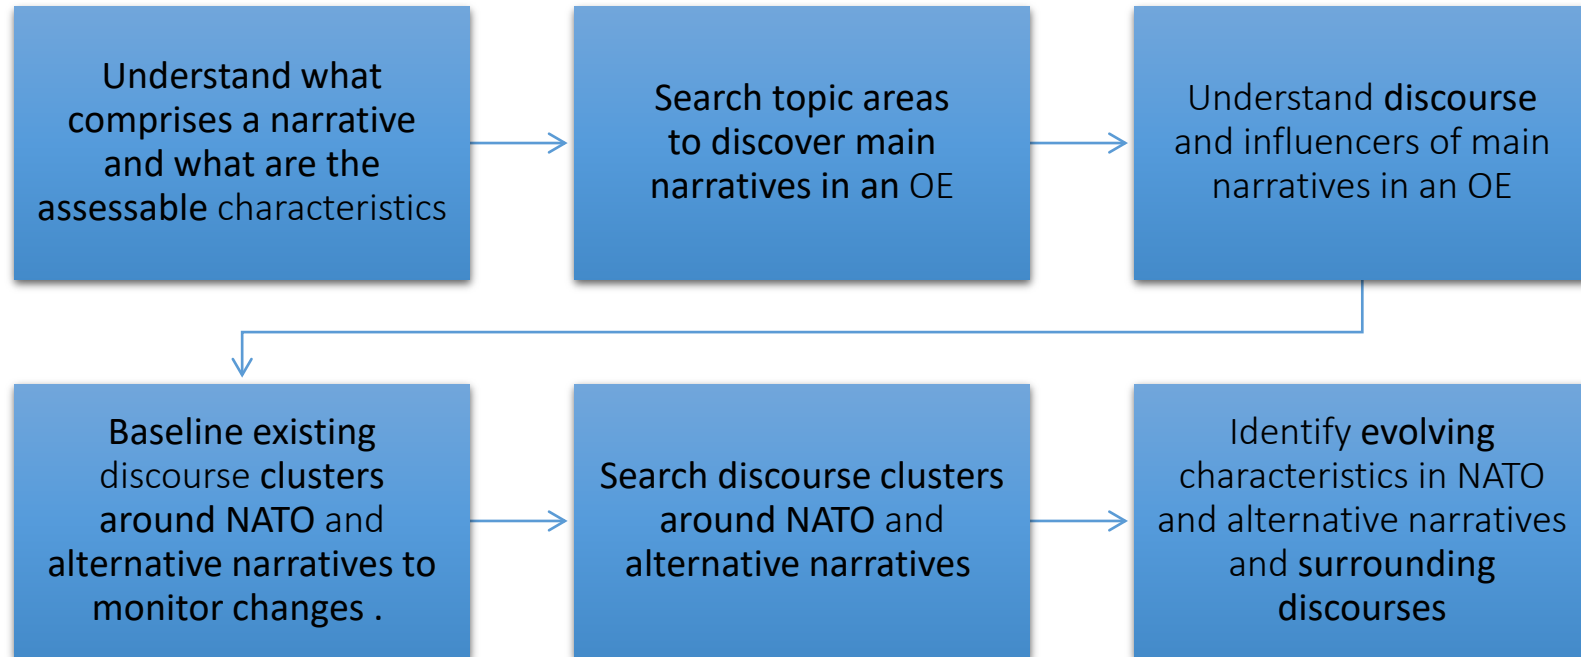 Understand what
comprises a narrative
and what are the
assessable characteristics
Search topic areas
to discover main
narratives in an OE
Understand discourse
and influencers of main
narratives in an OE
Baseline existing
discourse clusters
around NATO and
alternative narratives to
monitor changes .
Search discourse clusters
around NATO and
alternative narratives
Identify evolving
characteristics in NATO
and alternative narratives
and surrounding
discourses